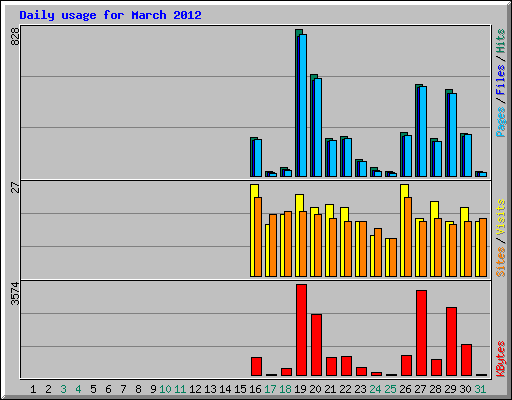 Daily usage for March 2012
828
Pages / Files / Hits
27
Sites / Visits
3574
KBytes
1 2 3 4 5 6 7 8 9 10 11 12 13 14 15 16 17 18 19 20 21 22 23 24 25 26 27 28 29 30 31